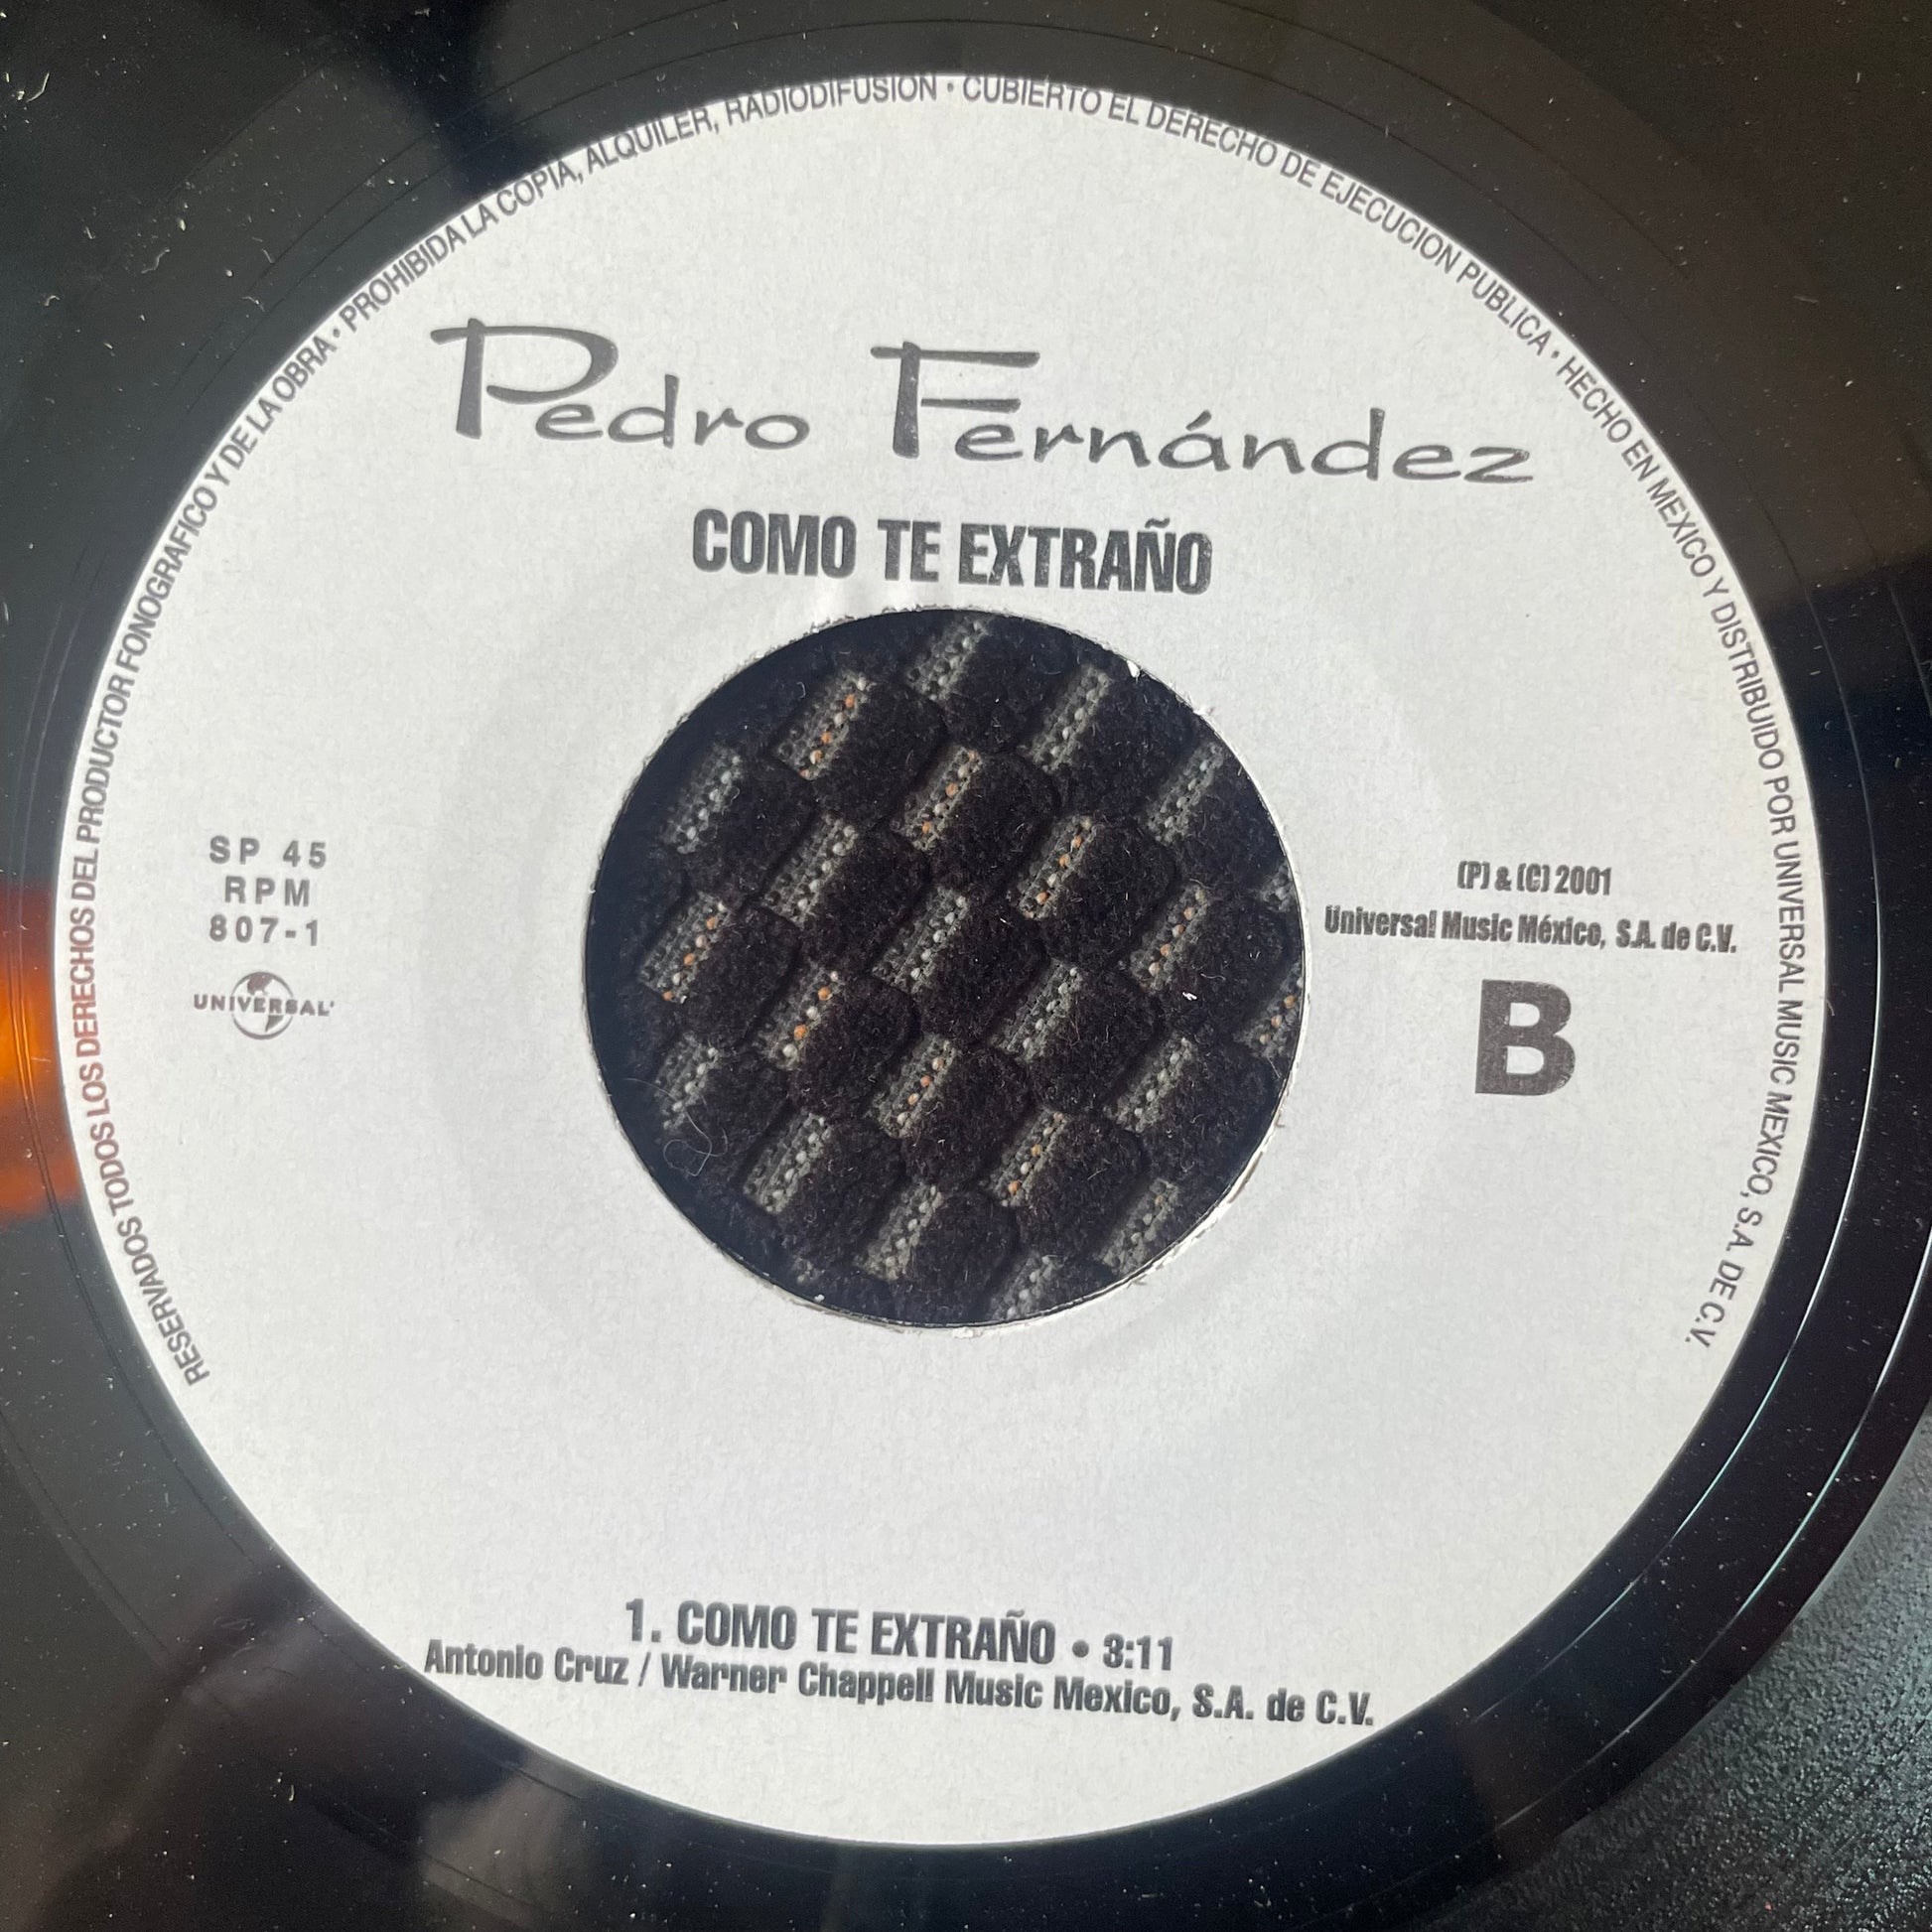 RESERVADOS TODOS LOS DERECHOS DEL PRODUCTOR FONOGRAFICO Y DE LA OBRA • PROHIBIDA LA COPIA, ALQUILER, RADIODIFUSION • CUBIERTO EL DERECHO DE EJECUCION PUBLICA • HECHO EN MEXICO Y DISTRIBUIDO POR UNIVERSAL MUSIC MEXICO, S.A. DE C.V.
Pedro Fernández
COMO TE EXTRAÑO
SP 45
RPM
807-1
UNIVERSAL
(P) & (C) 2001
Universal Music México, S.A. de C.V.
B
1. COMO TE EXTRAÑO • 3:11
Antonio Cruz / Warner Chappell Music Mexico, S.A. de C.V.